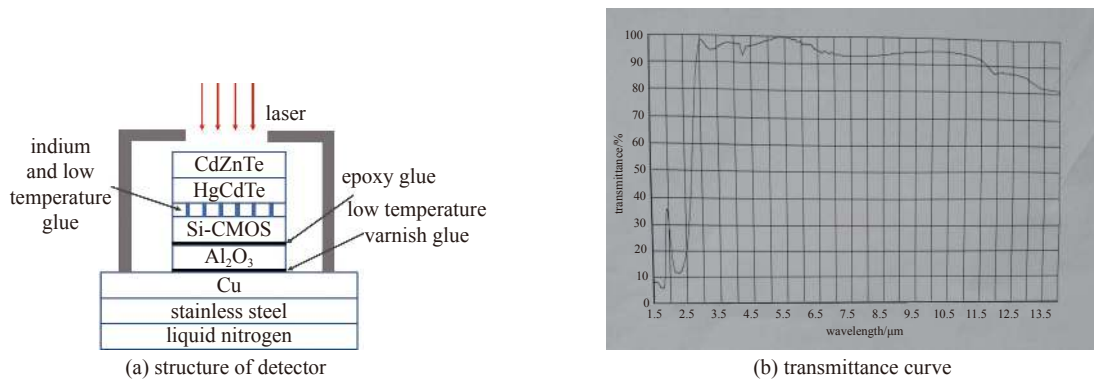 laser
indium
and low
temperature
glue
CdZnTe
HgCdTe
Si-CMOS
Al₂O₃
epoxy glue
low temperature
varnish glue
Cu
stainless steel
liquid nitrogen
(a) structure of detector
100
90
80
70
60
50
40
30
20
10
0
transmittance/%
1.5 2.5 3.5 4.5 5.5 6.5 7.5 8.5 9.5 10.5 11.5 12.5 13.5
wavelength/μm
(b) transmittance curve